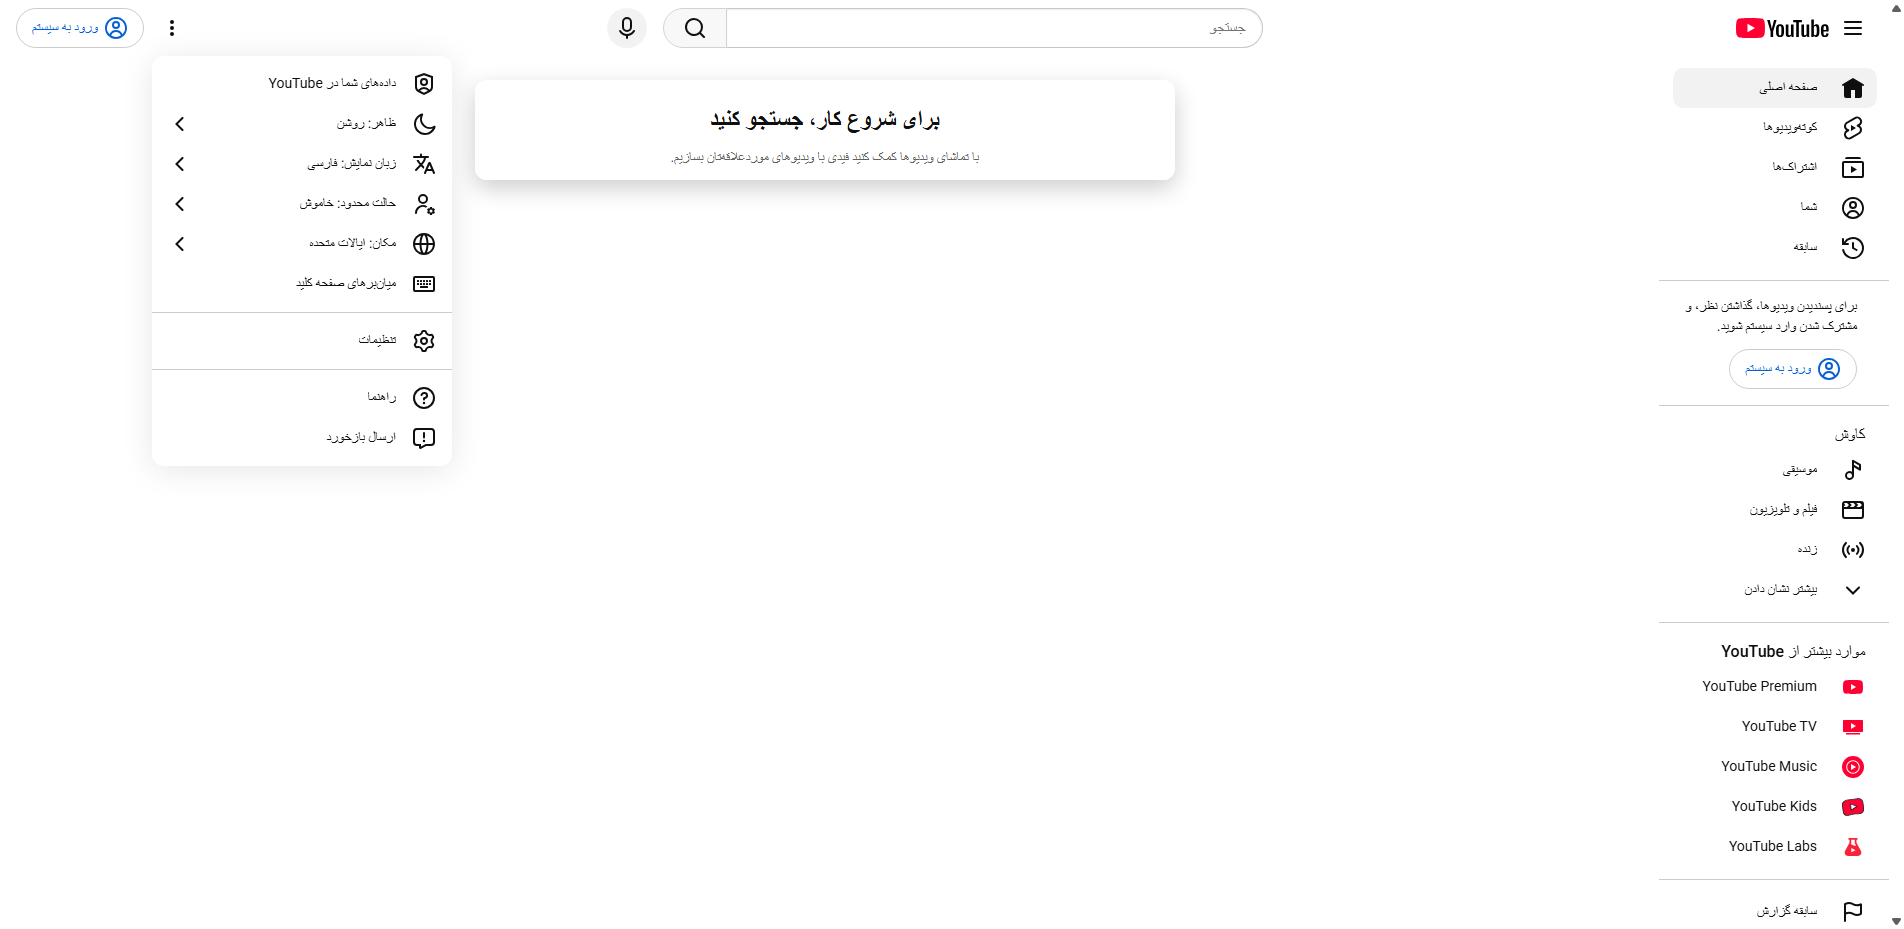 YouTube
جستجو
ورود به سیستم
صفحه اصلی
کوته‌ویدیوها
اشتراک‌ها
شما
سابقه
برای پسندیدن ویدیوها، گذاشتن نظر، و
مشترک شدن وارد سیستم شوید.
ورود به سیستم
کاوش
موسیقی
فیلم و تلویزیون
زنده
بیشتر نشان دادن
موارد بیشتر از YouTube
YouTube Premium
YouTube TV
YouTube Music
YouTube Kids
YouTube Labs
سابقه گزارش
برای شروع کار، جستجو کنید
با تماشای ویدیوها کمک کنید فیدی با ویدیوهای موردعلاقه‌تان بسازیم.
داده‌های شما در YouTube
ظاهر: روشن
زبان نمایش: فارسی
حالت محدود: خاموش
مکان: ایالات متحده
میان‌برهای صفحه کلید
تنظیمات
راهنما
ارسال بازخورد